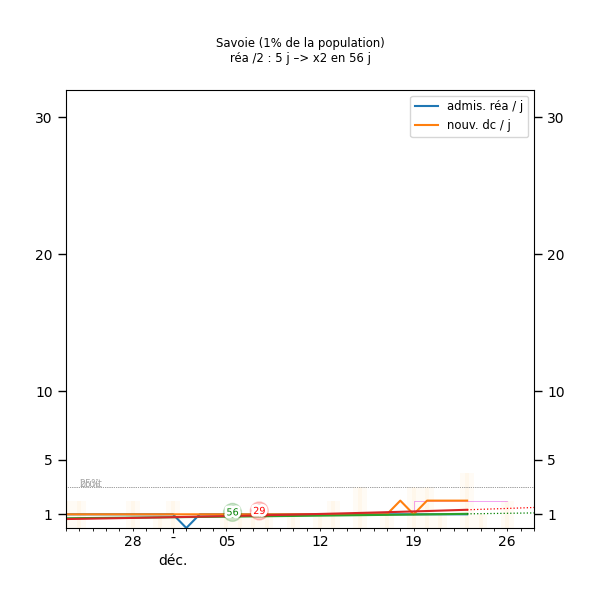 Savoie (1% de la population)
réa /2 : 5 j –> x2 en 56 j
admis. réa / j
nouv. dc / j
30 30
20 20
10 10
5 5
56 29
1 1
28 - 05 12 19 26
déc.